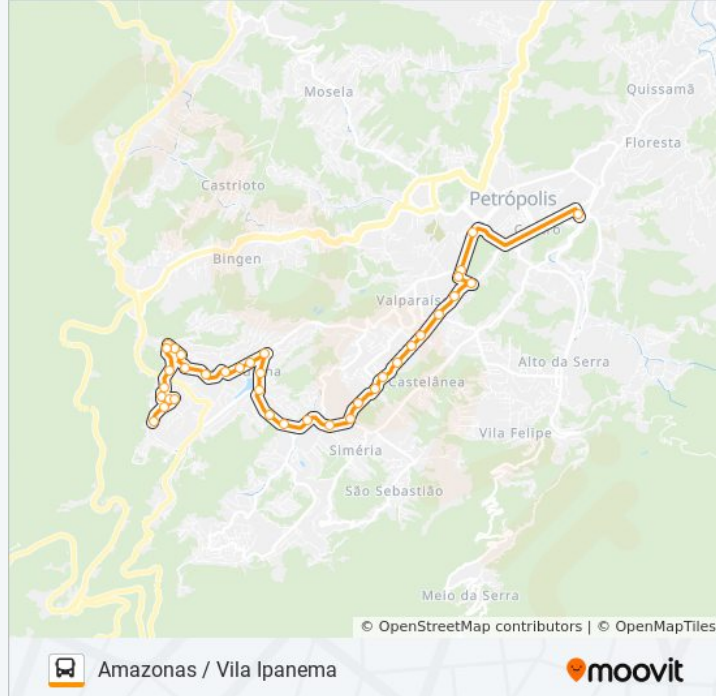 Quissamã
Mosela
Floresta
Castrioto
Petrópolis
Bingen
Valparaís
Alto da Serra
Castelânea
Vila Felipe
Siméria
São Sebastião
Meio da Serra
© OpenStreetMap contributors | © OpenMapTiles
Amazonas / Vila Ipanema
moovit